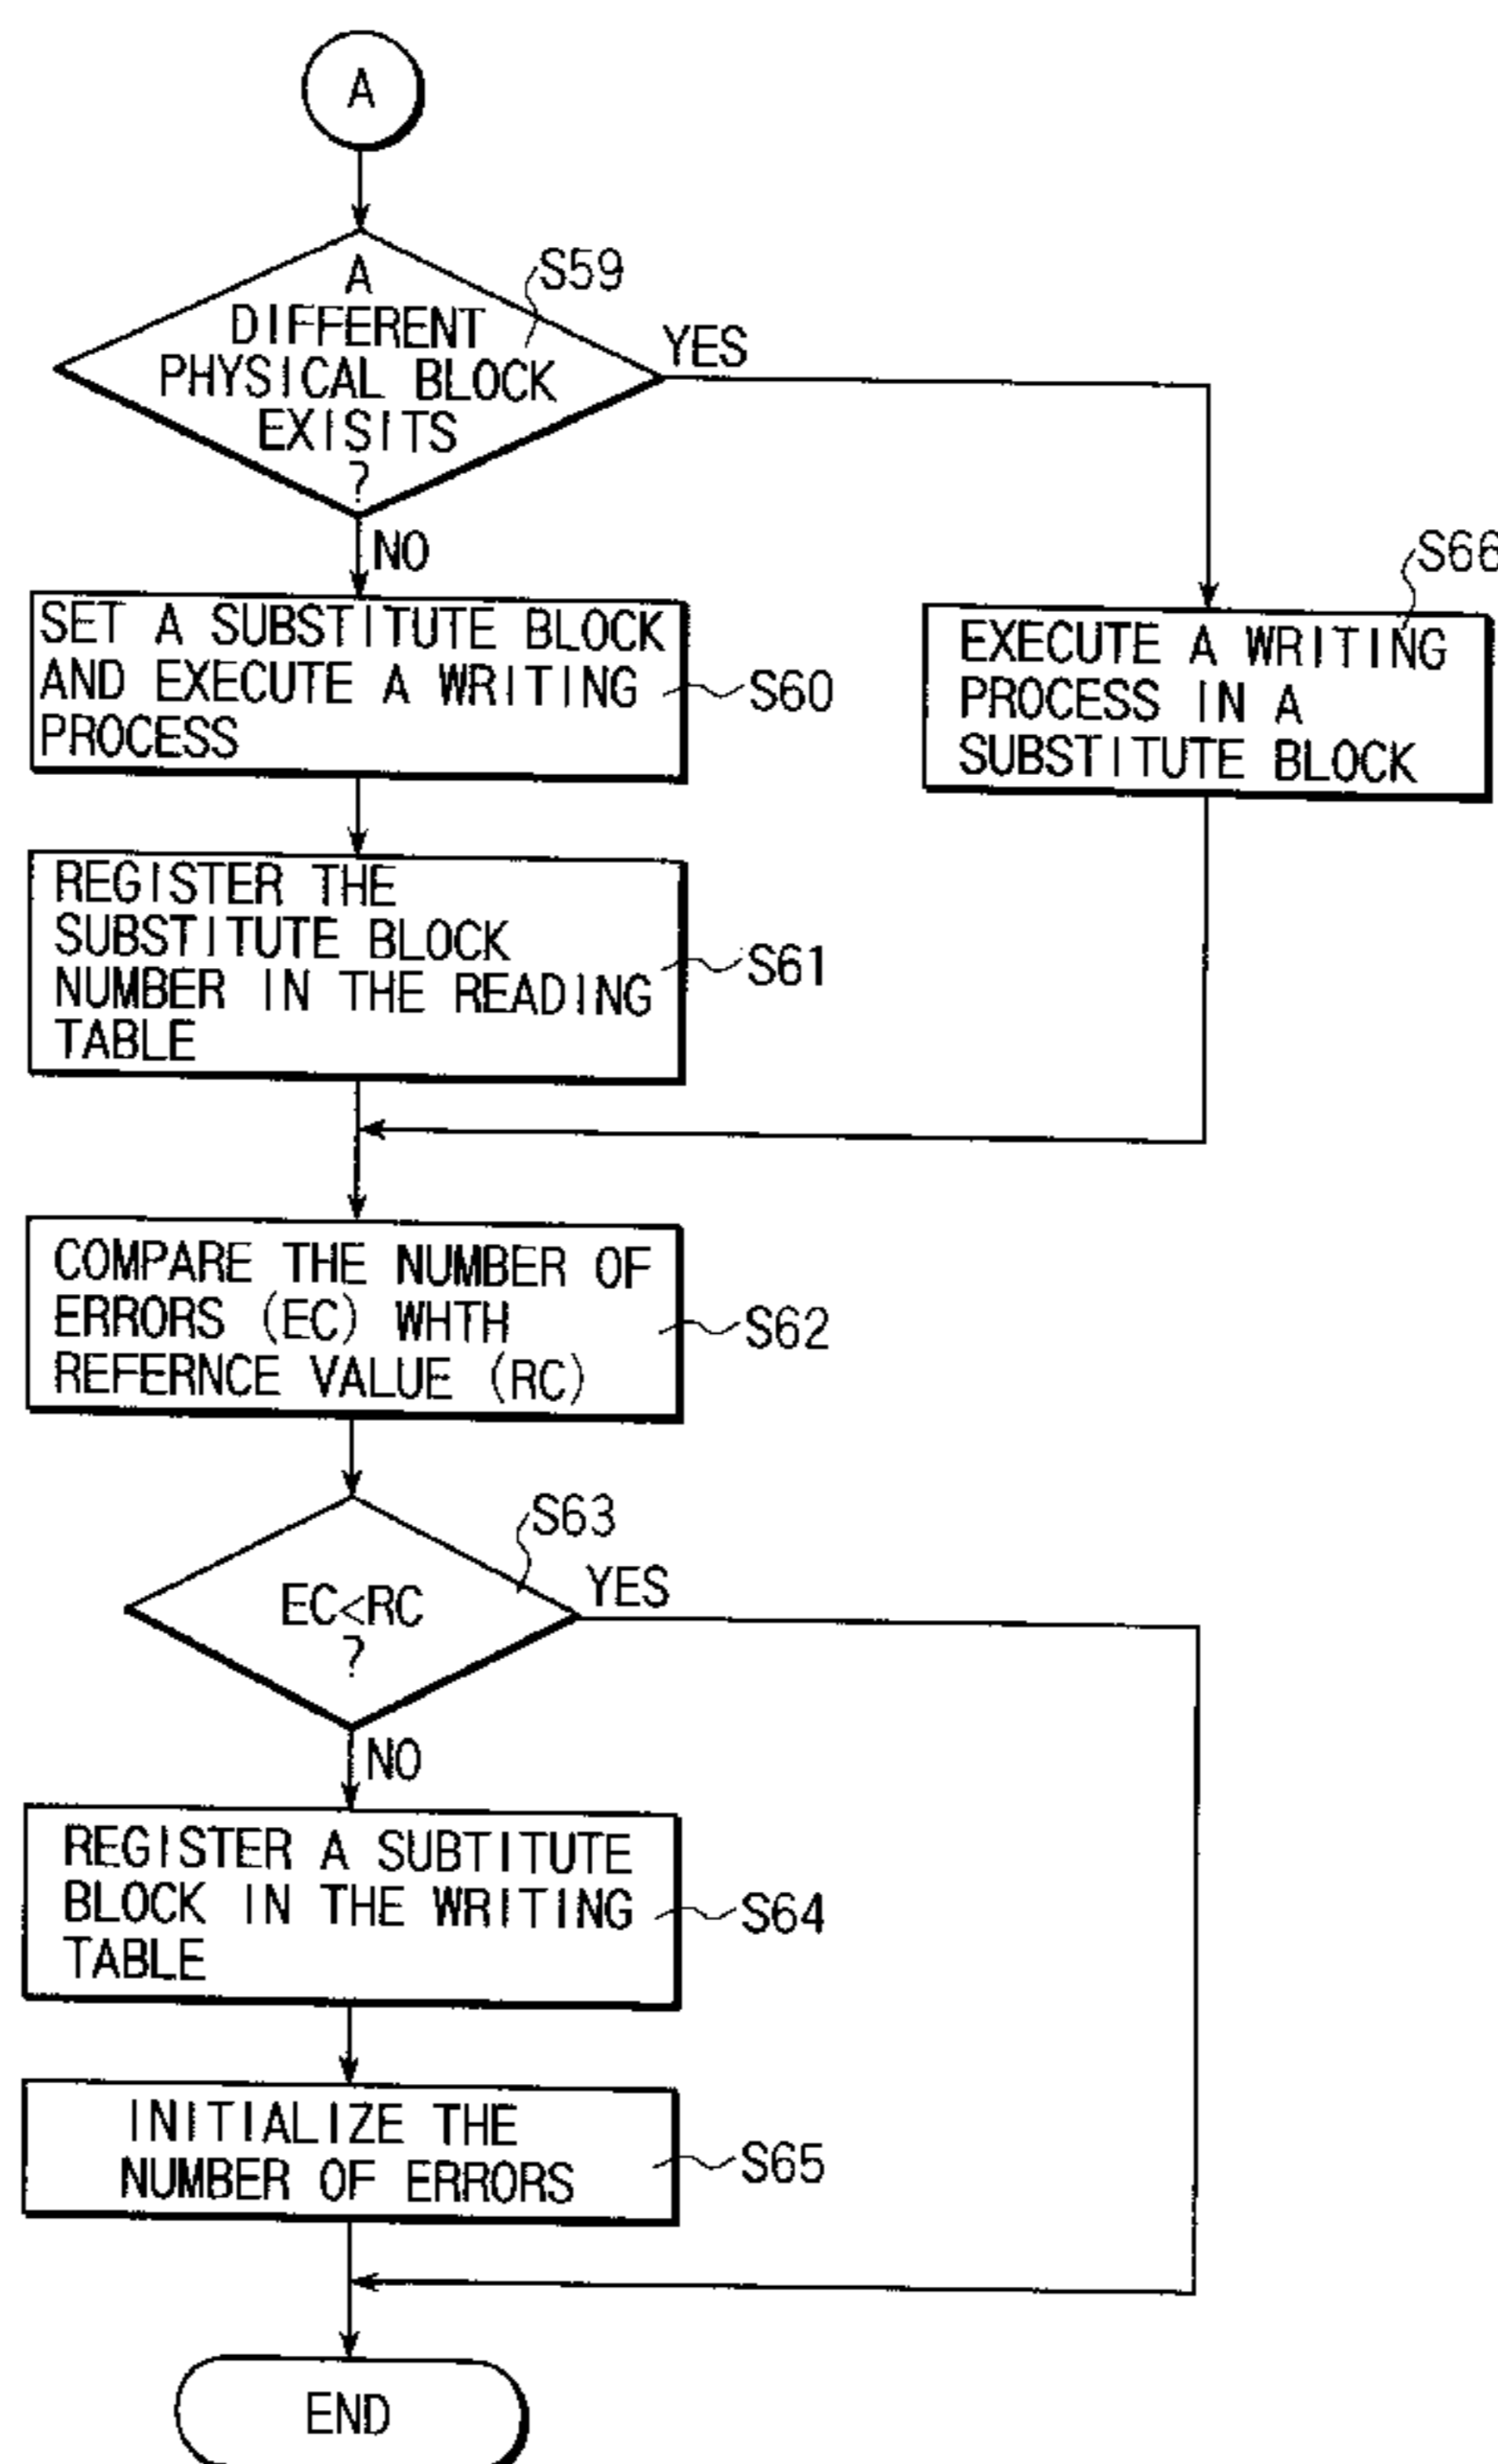 A
A
DIFFERENT
PHYSICAL BLOCK
EXISITS
?
S59
YES
NO
SET A SUBSTITUTE BLOCK
AND EXECUTE A WRITING
PROCESS
S60
EXECUTE A WRITING
PROCESS IN A
SUBSTITUTE BLOCK
S66
REGISTER THE
SUBSTITUTE BLOCK
NUMBER IN THE READING
TABLE
S61
COMPARE THE NUMBER OF
ERRORS (EC) WHTH
REFERNCE VALUE (RC)
S62
EC<RC
?
S63
YES
NO
REGISTER A SUBTITUTE
BLOCK IN THE WRITING
TABLE
S64
INITIALIZE THE
NUMBER OF ERRORS
S65
END